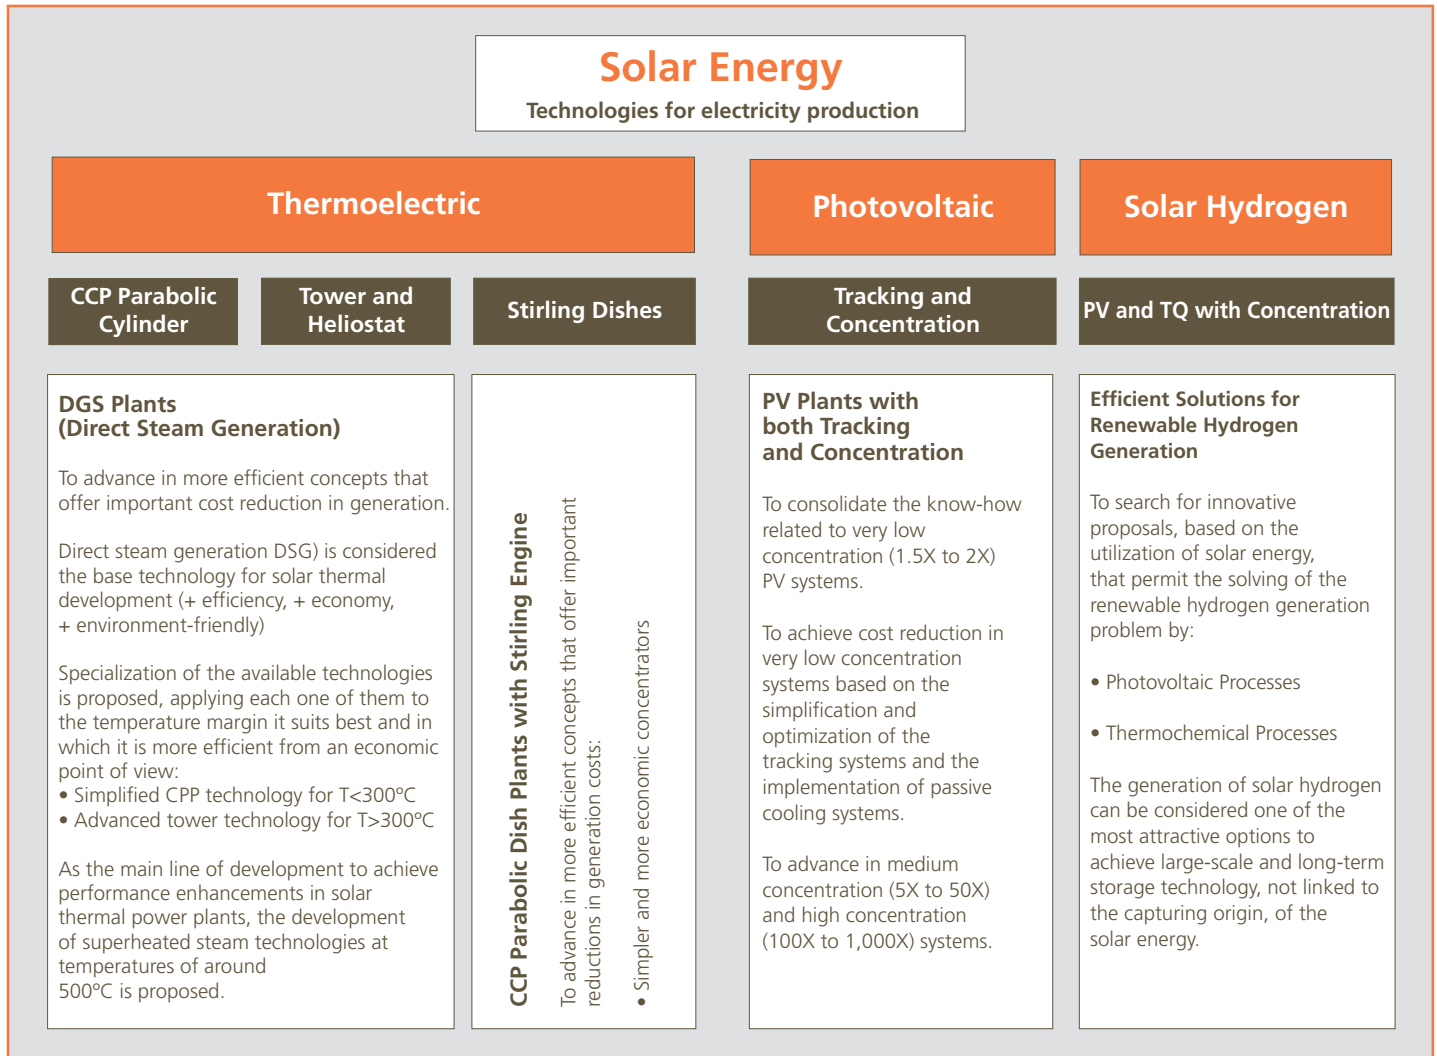 Solar Energy
Technologies for electricity production
Thermoelectric
Photovoltaic
Solar Hydrogen
CCP Parabolic
Cylinder
Tower and
Heliostat
Stirling Dishes
Tracking and
Concentration
PV and TQ with Concentration
DGS Plants
(Direct Steam Generation)
To advance in more efficient concepts that
offer important cost reduction in generation.
Direct steam generation DSG) is considered
the base technology for solar thermal
development (+ efficiency, + economy,
+ environment-friendly)
Specialization of the available technologies
is proposed, applying each one of them to
the temperature margin it suits best and in
which it is more efficient from an economic
point of view:
• Simplified CPP technology for T<300ºC
• Advanced tower technology for T>300ºC
As the main line of development to achieve
performance enhancements in solar
thermal power plants, the development
of superheated steam technologies at
temperatures of around
500ºC is proposed.
CCP Parabolic Dish Plants with Stirling Engine
To advance in more efficient concepts that offer important
reductions in generation costs:
• Simpler and more economic concentrators
PV Plants with
both Tracking
and Concentration
To consolidate the know-how
related to very low
concentration (1.5X to 2X)
PV systems.
To achieve cost reduction in
very low concentration
systems based on the
simplification and
optimization of the
tracking systems and the
implementation of passive
cooling systems.
To advance in medium
concentration (5X to 50X)
and high concentration
(100X to 1,000X) systems.
Efficient Solutions for
Renewable Hydrogen
Generation
To search for innovative
proposals, based on the
utilization of solar energy,
that permit the solving of the
renewable hydrogen generation
problem by:
• Photovoltaic Processes
• Thermochemical Processes
The generation of solar hydrogen
can be considered one of the
most attractive options to
achieve large-scale and long-term
storage technology, not linked to
the capturing origin, of the
solar energy.